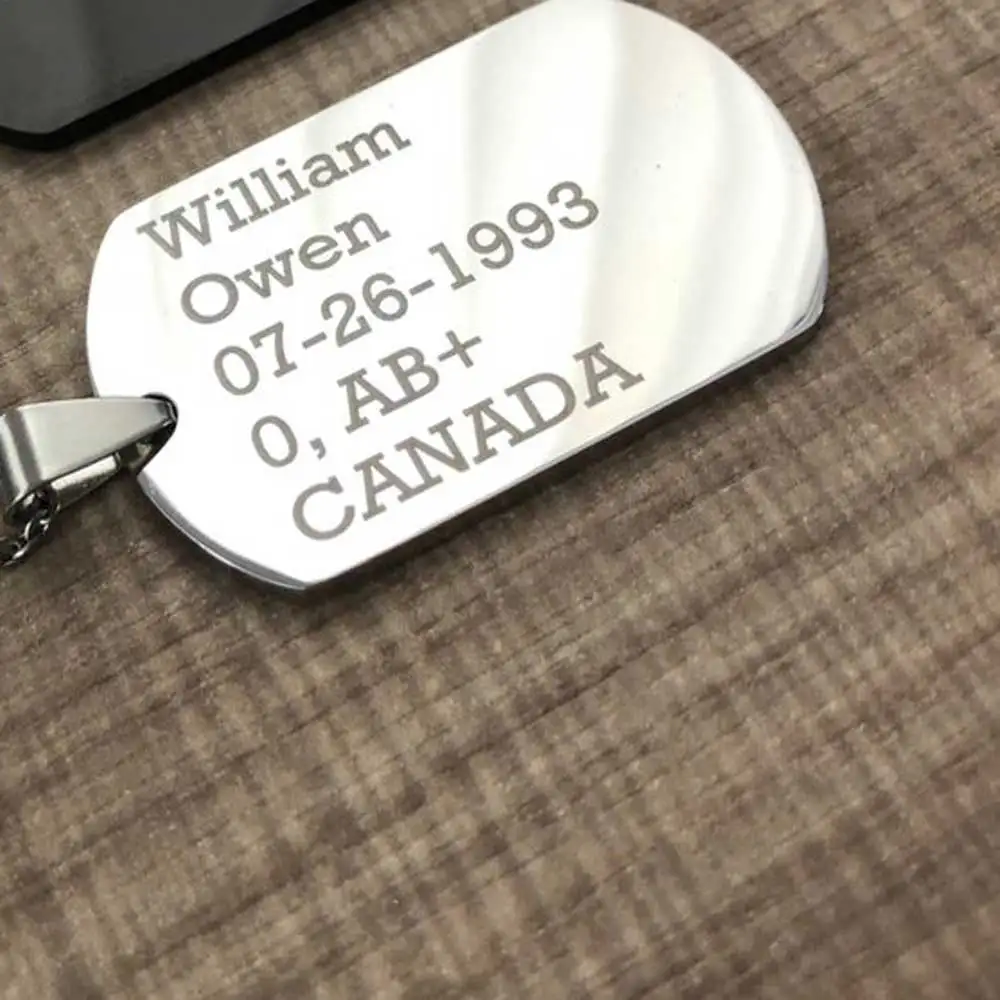 William
Owen
07-26-1993
0, AB+
CANADA